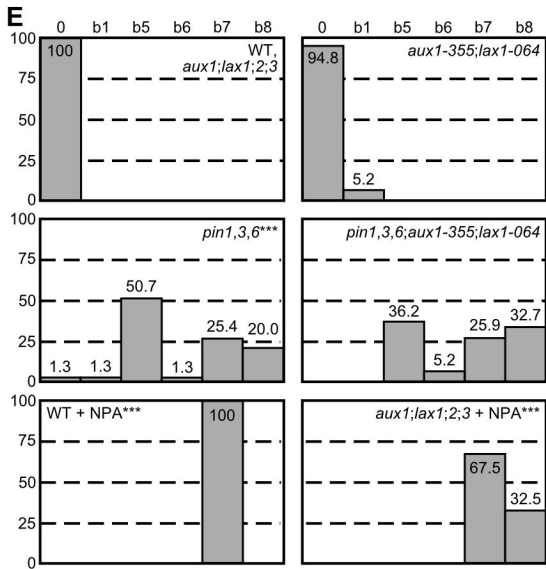 E
0 b1 b5 b6 b7 b8
0 b1 b5 b6 b7 b8
100
75
50
25
0
WT,
aux1;lax1;2;3
100
aux1-355;lax1-064
94.8
5.2
100
75
50
25
0
pin1,3,6***
1.3 1.3 50.7 1.3 25.4 20.0
pin1,3,6;aux1-355;lax1-064
36.2 5.2 25.9 32.7
100
75
50
25
0
WT + NPA***
100
aux1;lax1;2;3 + NPA***
67.5
32.5